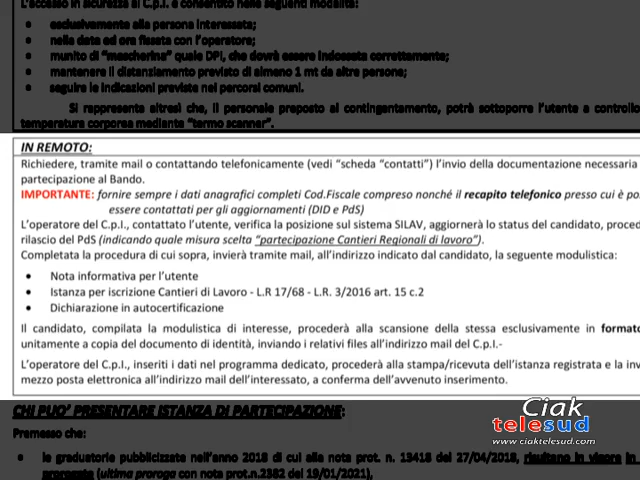 L'accesso in sicurezza al C.p.I. è consentito nelle seguenti modalità:
• esclusivamente alla persona interessata;
• nella data ed ora fissata con l'operatore;
• munito di "mascherina" quale DPI, che dovrà essere indossata correttamente;
• mantenere il distanziamento previsto di almeno 1 mt da altre persone;
• seguire le indicazioni previste nei percorsi comuni.
Si rappresenta altresì che, il personale preposto al contingentamento, potrà sottoporre l'utente a controllo
temperatura corporea mediante "termo scanner".
IN REMOTO:
Richiedere, tramite mail o contattando telefonicamente (vedi "scheda "contatti") l'invio della documentazione necessaria
partecipazione al Bando.
IMPORTANTE: fornire sempre i dati anagrafici completi Cod.Fiscale compreso nonché il recapito telefonico presso cui è po
essere contattati per gli aggiornamenti (DID e PdS)
L'operatore del C.p.I., contattato l'utente, verifica la posizione sul sistema SILAV, aggiornerà lo status del candidato, proced
rilascio del PdS (indicando quale misura scelta "partecipazione Cantieri Regionali di lavoro").
Completata la procedura di cui sopra, invierà tramite mail, all'indirizzo indicato dal candidato, la seguente modulistica:
• Nota informativa per l'utente
• Istanza per iscrizione Cantieri di Lavoro - L.R 17/68 - L.R. 3/2016 art. 15 c.2
• Dichiarazione in autocertificazione
Il candidato, compilata la modulistica di interesse, procederà alla scansione della stessa esclusivamente in formato
unitamente a copia del documento di identità, inviando i relativi files all'indirizzo mail del C.p.I.-
L'operatore del C.p.I., inseriti i dati nel programma dedicato, procederà alla stampa/ricevuta dell'istanza registrata e la inv
mezzo posta elettronica all'indirizzo mail dell'interessato, a conferma dell'avvenuto inserimento.
CHI PUO' PRESENTARE ISTANZA DI PARTECIPAZIONE:
Premesso che:
• le graduatorie pubblicizzate nell'anno 2018 di cui alla nota prot. n. 13418 del 27/04/2018, risultano in vigore in
prorogate (ultima proroga con nota prot.n.2382 del 19/01/2021),
Ciak
telesud
www.ciaktelesud.com